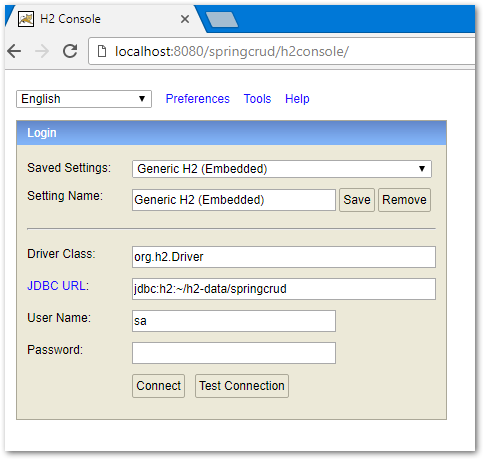 H2 Console
localhost:8080/springcrud/h2console/
English Preferences Tools Help
Login
Saved Settings: Generic H2 (Embedded)
Setting Name: Generic H2 (Embedded) Save Remove
Driver Class: org.h2.Driver
JDBC URL: jdbc:h2:~/h2-data/springcrud
User Name: sa
Password:
Connect Test Connection